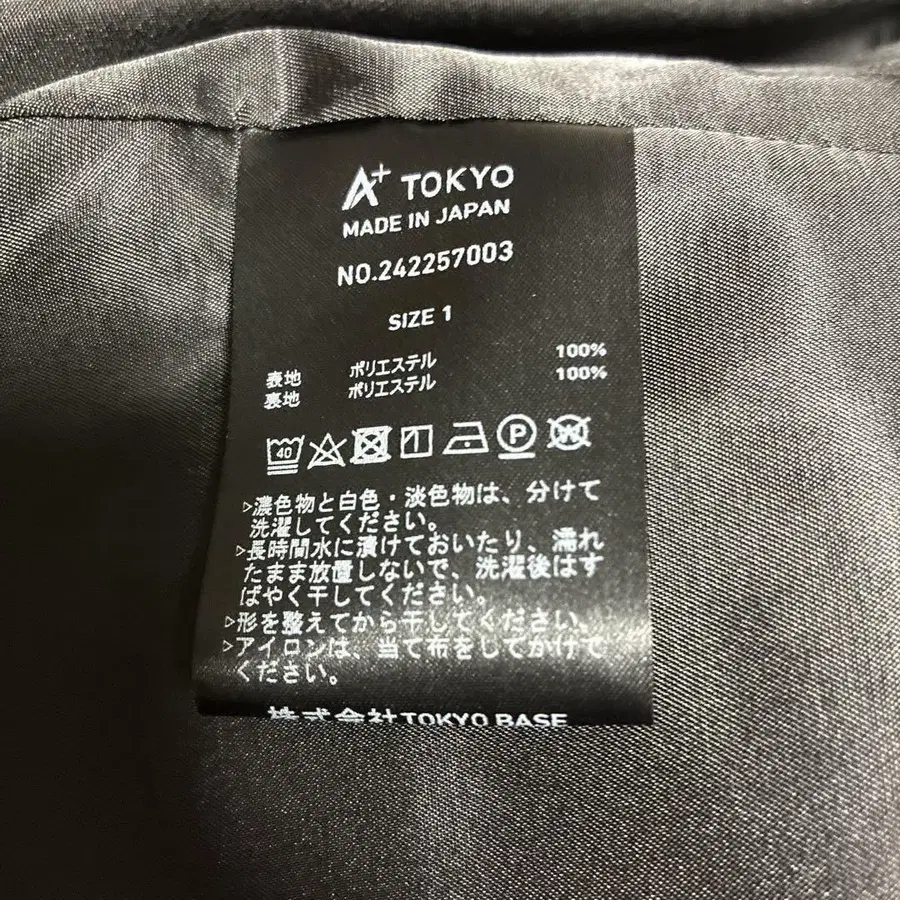 A+ TOKYO
MADE IN JAPAN
NO.242257003
SIZE 1
表地 ポリエステル 100%
裏地 ポリエステル 100%
40 P W
▷濃色物と白色・淡色物は、分けて
洗濯してください。
▷長時間水に漬けておいたり、濡れ
たまま放置しないで、洗濯後はす
ばやく干してください。
▷形を整えてから干してください。
▷アイロンは、当て布をしてかけて
ください。
株式会社TOKYO BASE